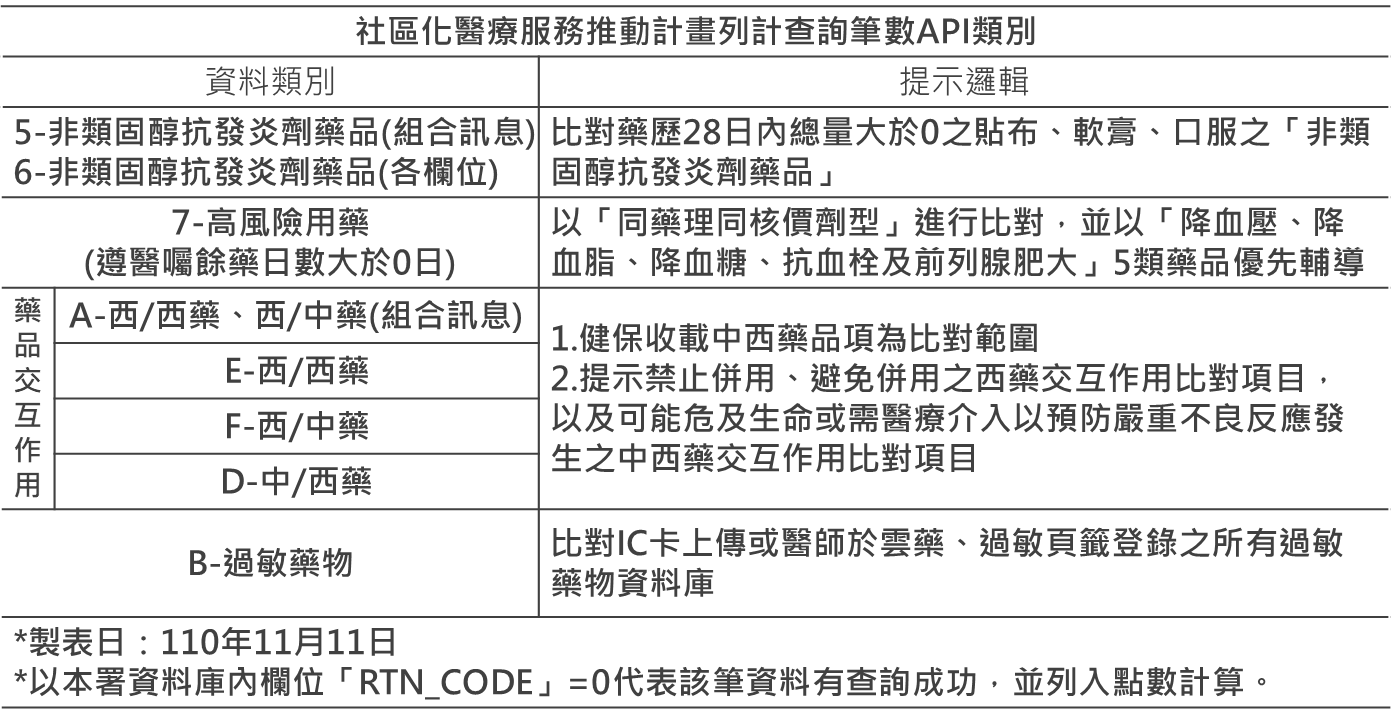 社區化醫療服務推動計畫列計查詢筆數API類別
資料類別
提示邏輯
5-非類固醇抗發炎劑藥品(組合訊息)
6-非類固醇抗發炎劑藥品(各欄位)
比對藥歷28日內總量大於0之貼布、軟膏、口服之「非類
固醇抗發炎劑藥品」
7-高風險用藥
(遵醫囑餘藥日數大於0日)
以「同藥理同核價劑型」進行比對，並以「降血壓、降
血脂、降血糖、抗血栓及前列腺肥大」5類藥品優先輔導
藥品交互作用
A-西/西藥、西/中藥(組合訊息)
E-西/西藥
F-西/中藥
D-中/西藥
1.健保收載中西藥品項為比對範圍
2.提示禁止併用、避免併用之西藥交互作用比對項目，
以及可能危及生命或需醫療介入以預防嚴重不良反應發
生之中西藥交互作用比對項目
B-過敏藥物
比對IC卡上傳或醫師於雲藥、過敏頁籤登錄之所有過敏
藥物資料庫
*製表日：110年11月11日
*以本署資料庫內欄位「RTN_CODE」=0代表該筆資料有查詢成功，並列入點數計算。